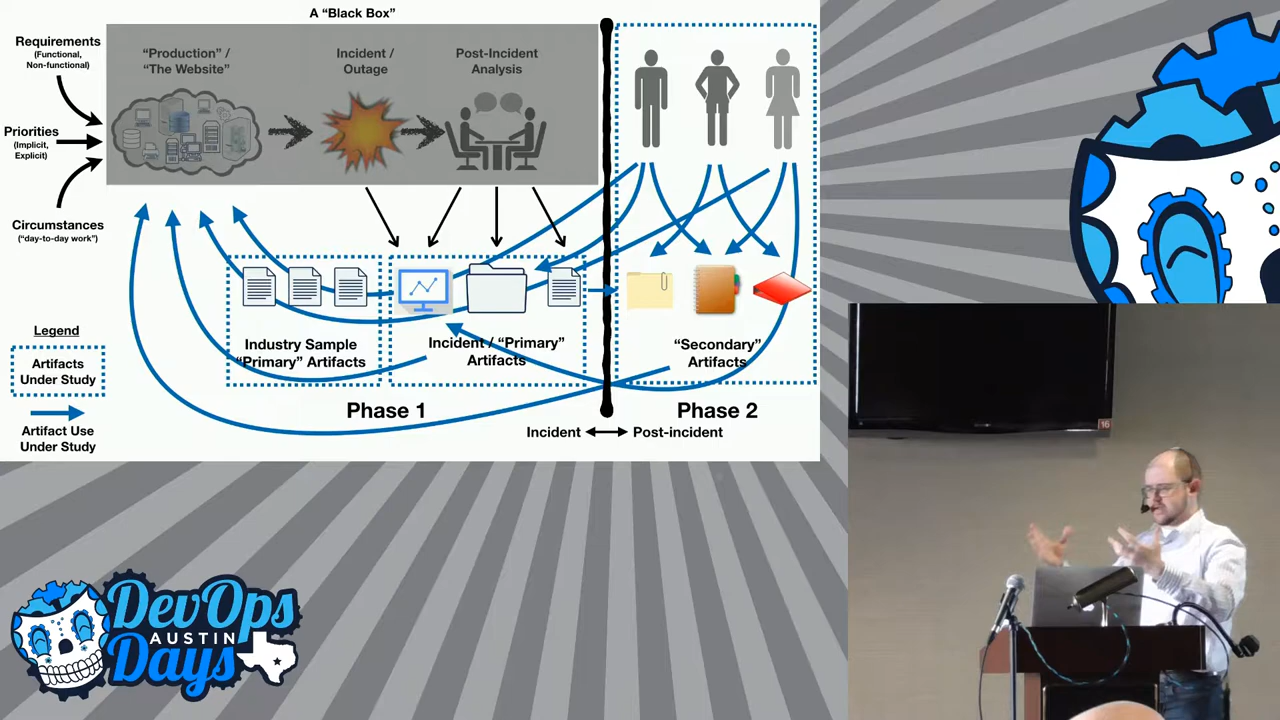 A “Black Box”
Requirements
(Functional,
Non-functional)
Priorities
(Implicit,
Explicit)
Circumstances
(“day-to-day work”)
“Production” /
“The Website”
Incident /
Outage
Post-Incident
Analysis
Industry Sample
“Primary” Artifacts
Incident / “Primary”
Artifacts
“Secondary”
Artifacts
Phase 1
Phase 2
Incident
Post-incident
Legend
Artifacts
Under Study
Artifact Use
Under Study
16
DevOps
AUSTIN
Days